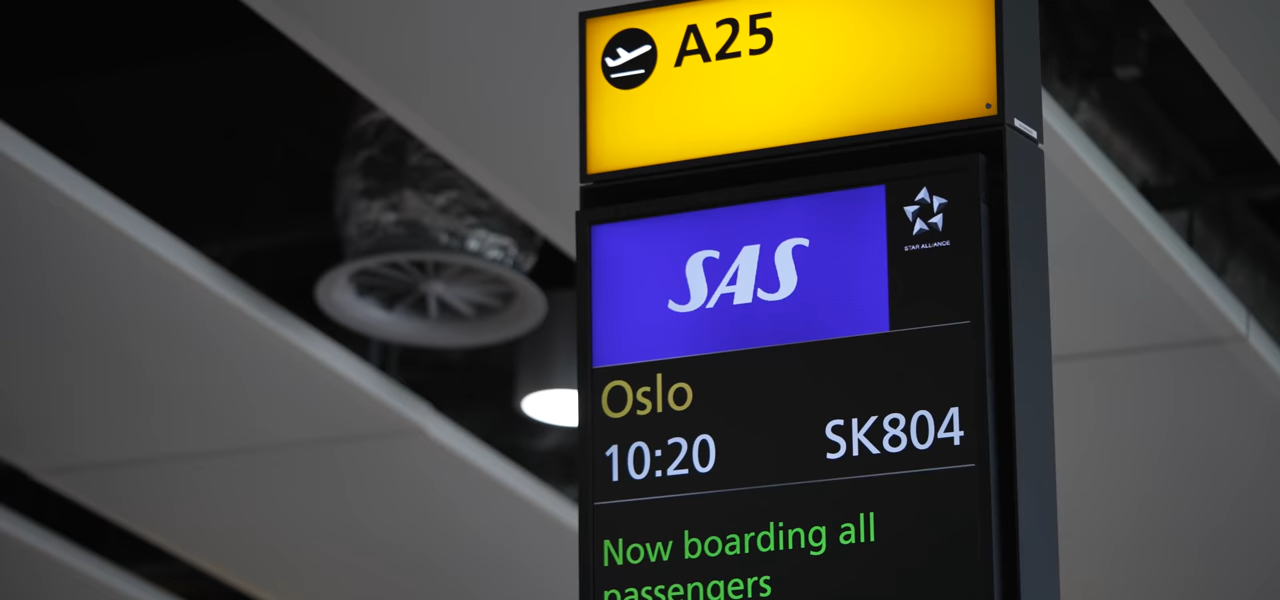 A25
SAS
STAR ALLIANCE
Oslo
10:20 SK804
Now boarding all
passengers